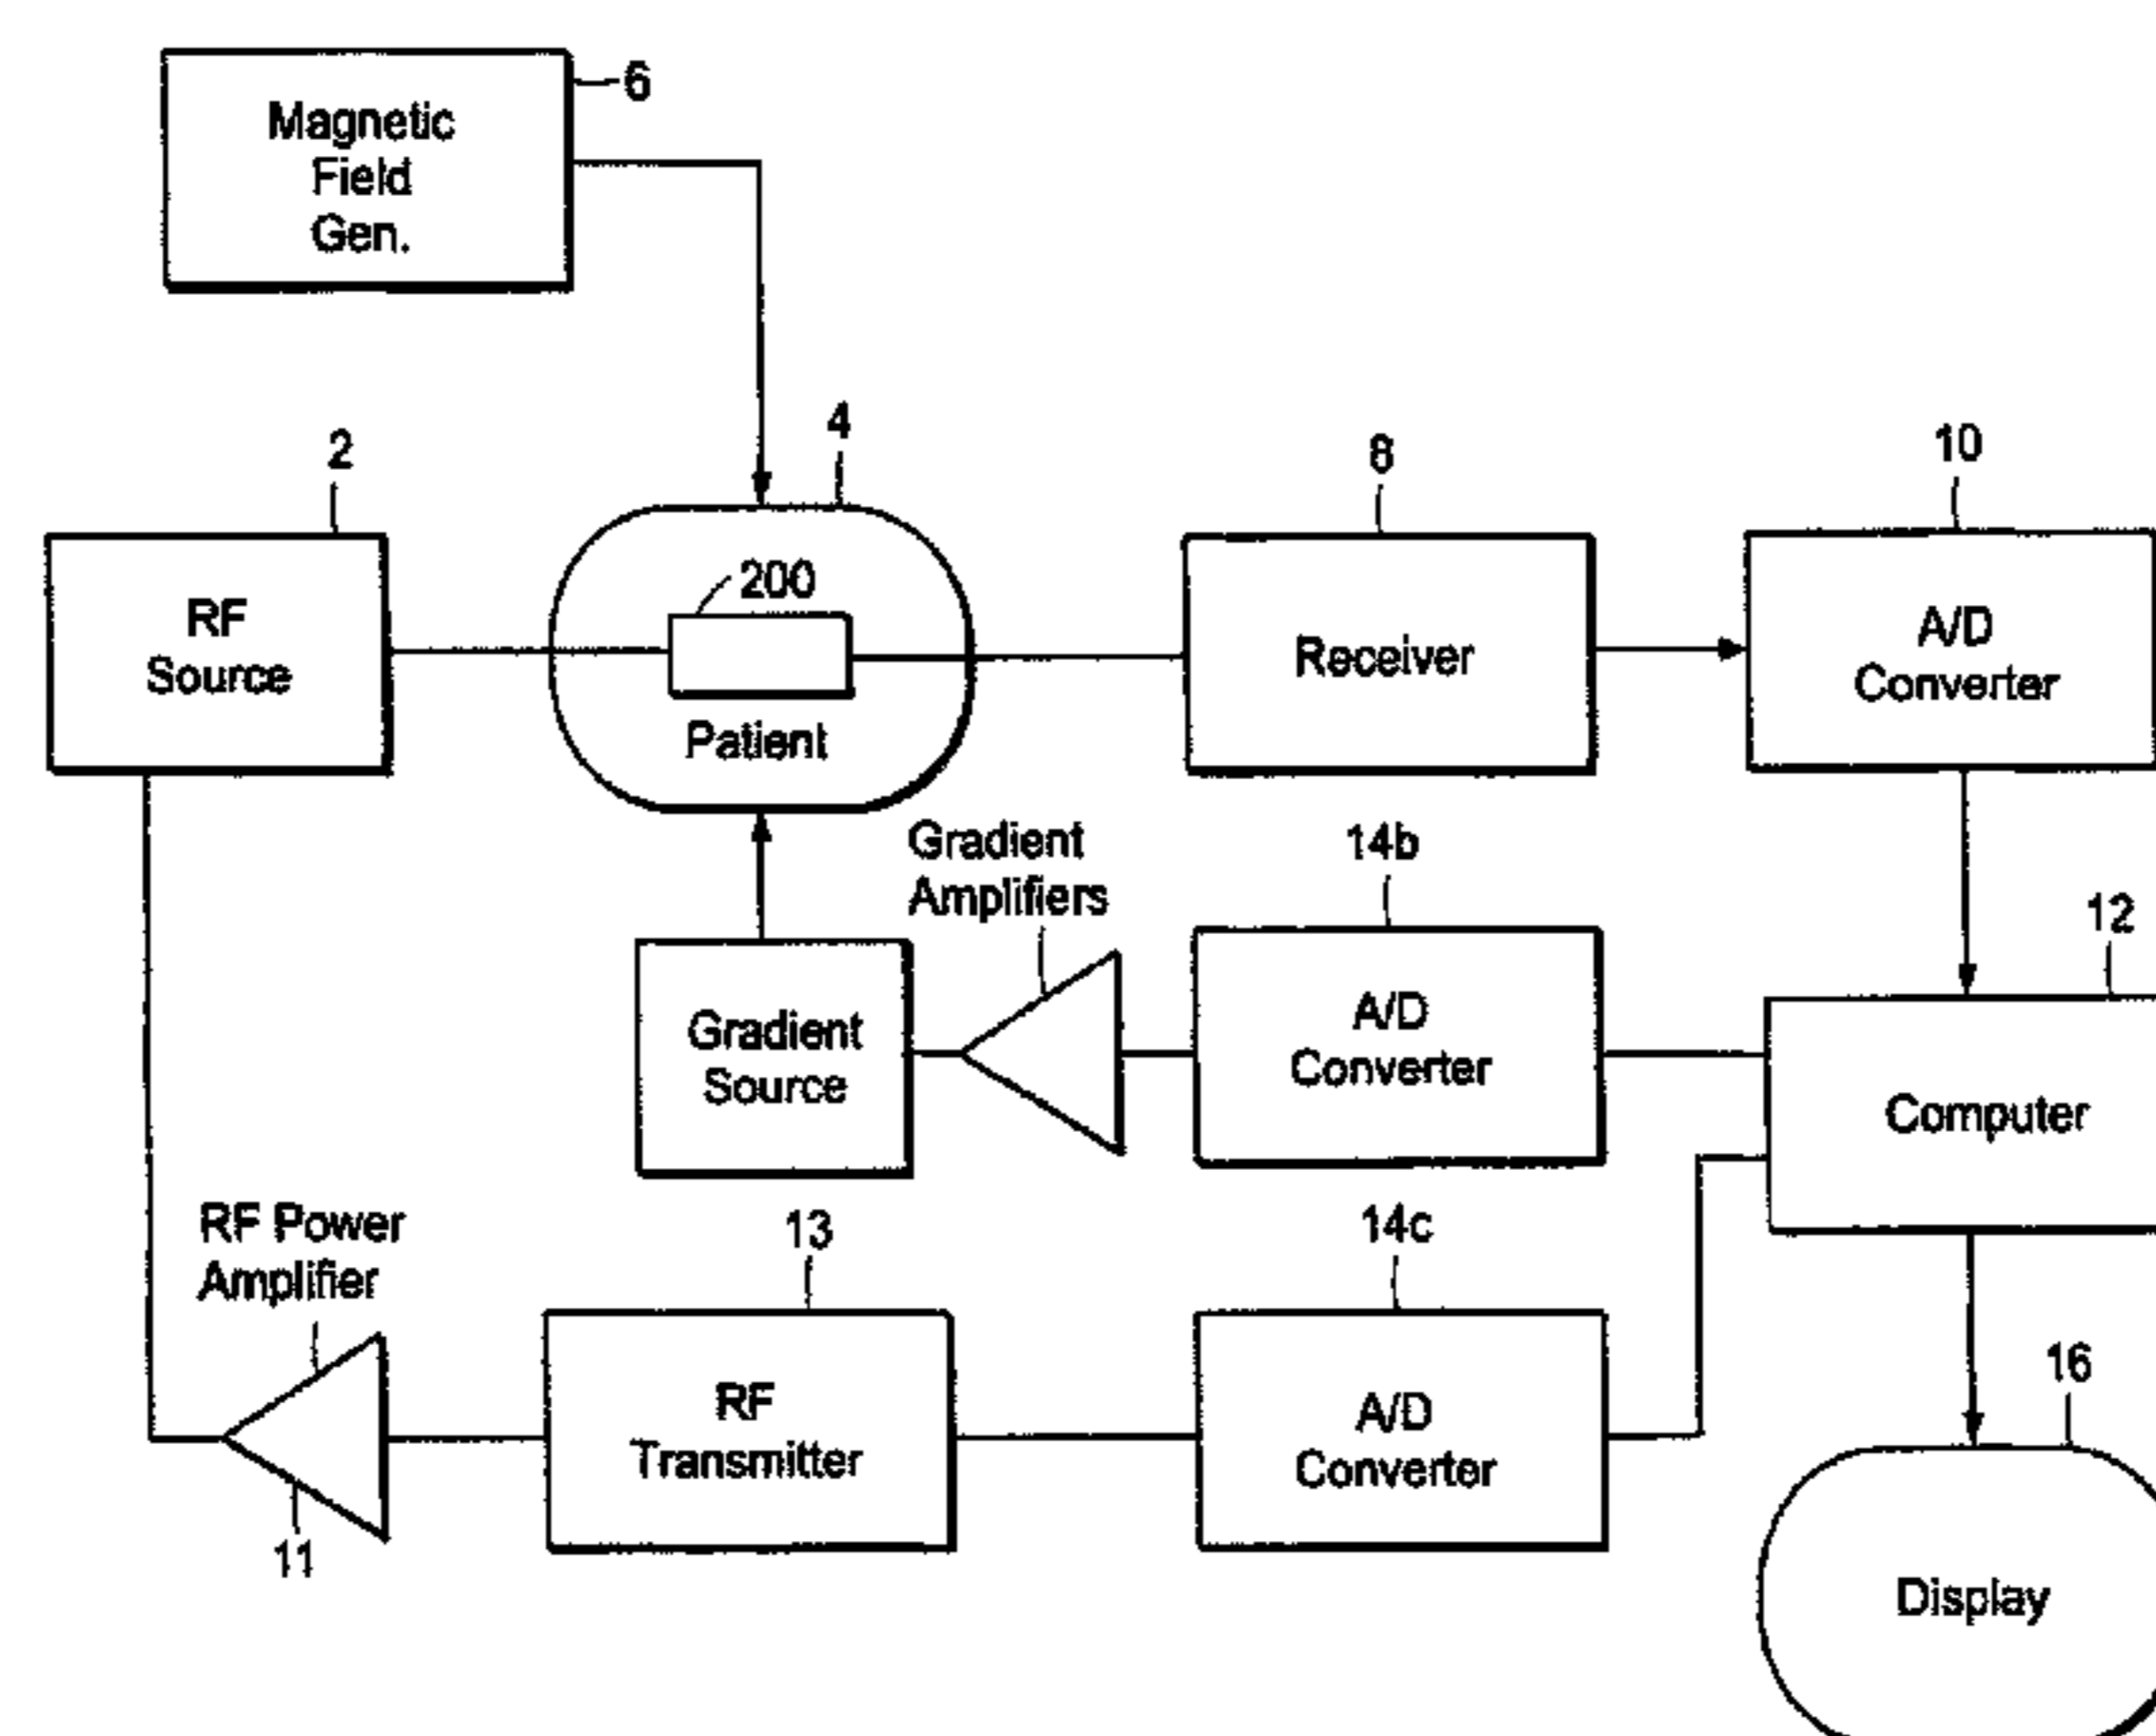 6
Magnetic
Field
Gen.
4
2
8
10
RF
Source
200
Patient
Receiver
A/D
Converter
Gradient
Amplifiers
14b
12
Gradient
Source
A/D
Converter
Computer
RF Power
Amplifier
13
14c
16
RF
Transmitter
A/D
Converter
11
Display